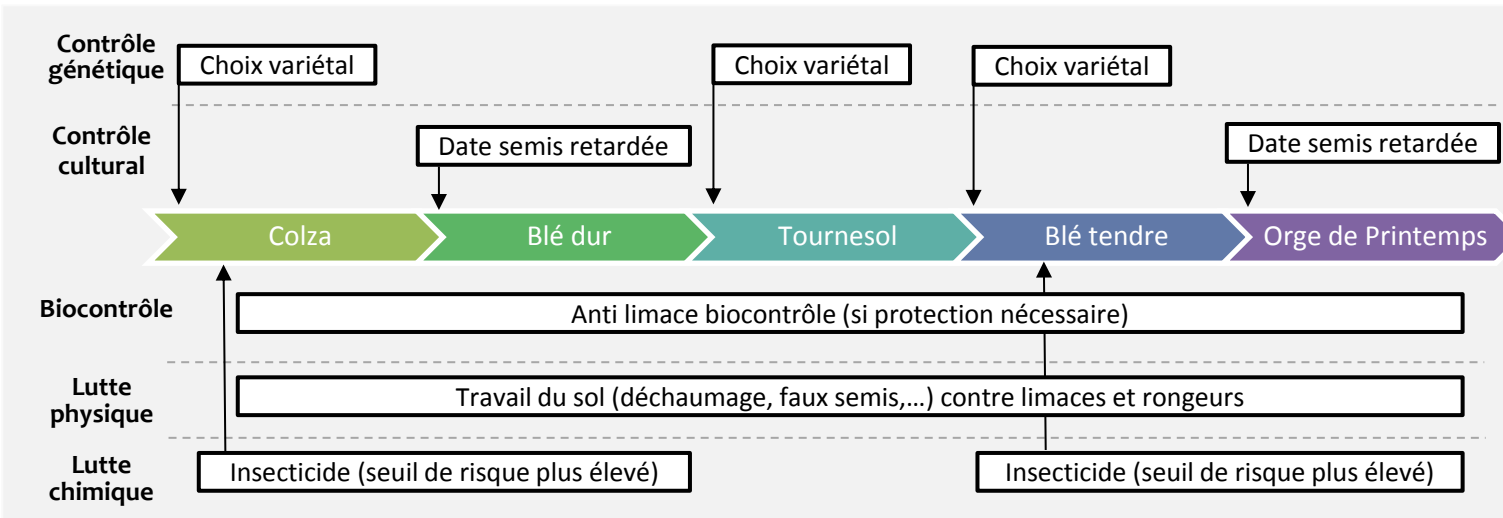 Contrôle
génétique
Choix variétal
Choix variétal
Choix variétal
Contrôle
cultural
Date semis retardée
Date semis retardée
Colza
Blé dur
Tournesol
Blé tendre
Orge de Printemps
Biocontrôle
Anti limace biocontrôle (si protection nécessaire)
Lutte
physique
Travail du sol (déchaumage, faux semis,...) contre limaces et rongeurs
Lutte
chimique
Insecticide (seuil de risque plus élevé)
Insecticide (seuil de risque plus élevé)